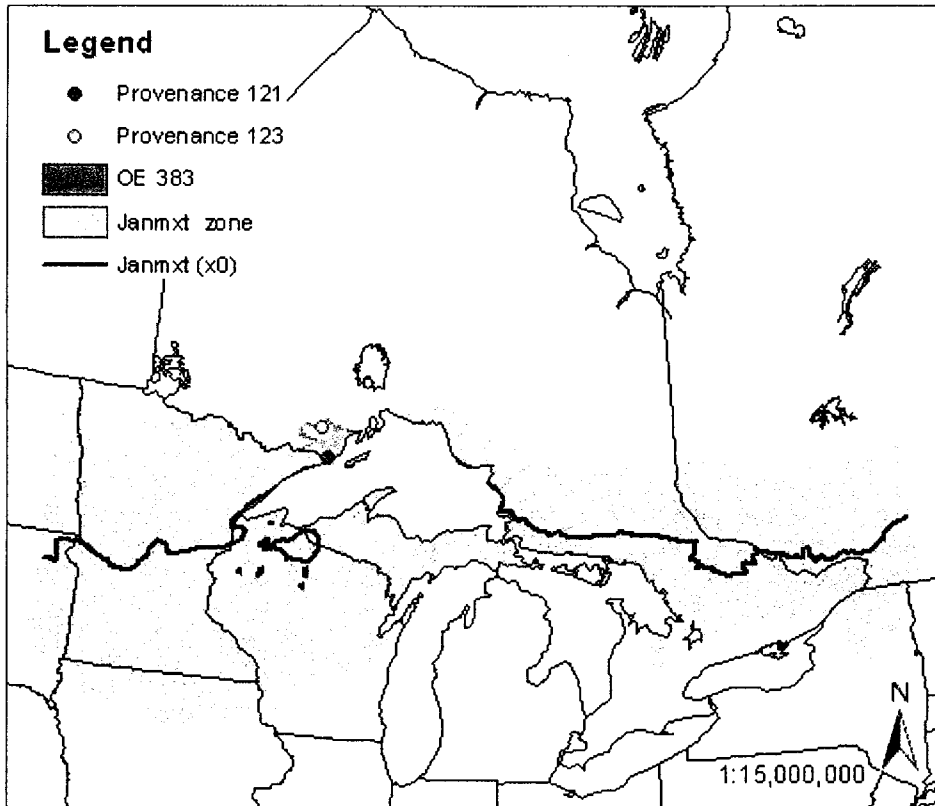 Legend
Provenance 121
Provenance 123
OE 383
Janmxt zone
Janmxt (x0)
N
1:15,000,000